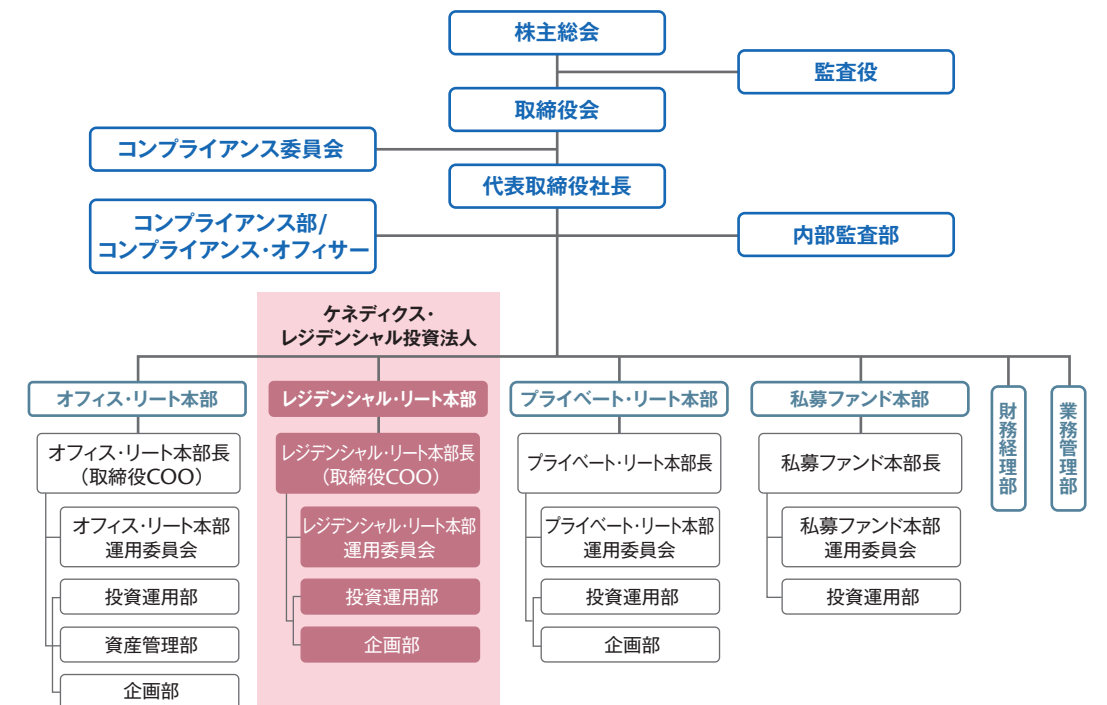 株主総会
監査役
取締役会
コンプライアンス委員会
代表取締役社長
コンプライアンス部/
コンプライアンス・オフィサー
内部監査部
ケネディクス・
レジデンシャル投資法人
オフィス・リート本部
オフィス・リート本部長
（取締役COO）
オフィス・リート本部
運用委員会
投資運用部
資産管理部
企画部
レジデンシャル・リート本部
レジデンシャル・リート本部長
（取締役COO）
レジデンシャル・リート本部
運用委員会
投資運用部
企画部
プライベート・リート本部
プライベート・リート本部長
プライベート・リート本部
運用委員会
投資運用部
企画部
私募ファンド本部
私募ファンド本部長
私募ファンド本部
運用委員会
投資運用部
財務経理部
業務管理部